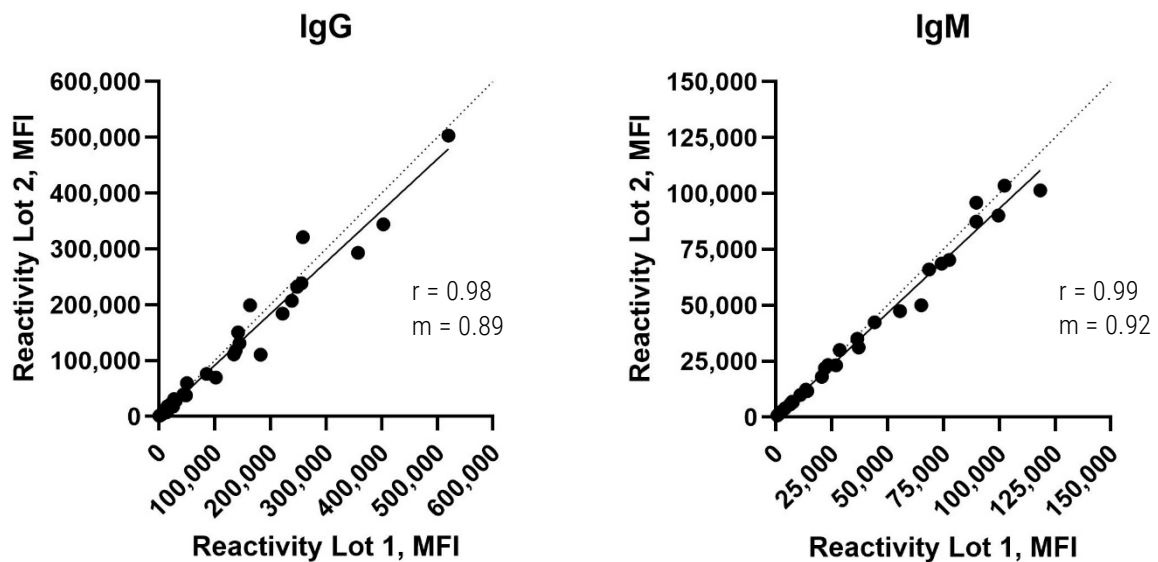 IgG
600,000
500,000
400,000
300,000
200,000
100,000
0
Reactivity Lot 2, MFI
0
100,000
200,000
300,000
400,000
500,000
600,000
Reactivity Lot 1, MFI
r = 0.98
m = 0.89
IgM
150,000
125,000
100,000
75,000
50,000
25,000
0
Reactivity Lot 2, MFI
0
25,000
50,000
75,000
100,000
125,000
150,000
Reactivity Lot 1, MFI
r = 0.99
m = 0.92